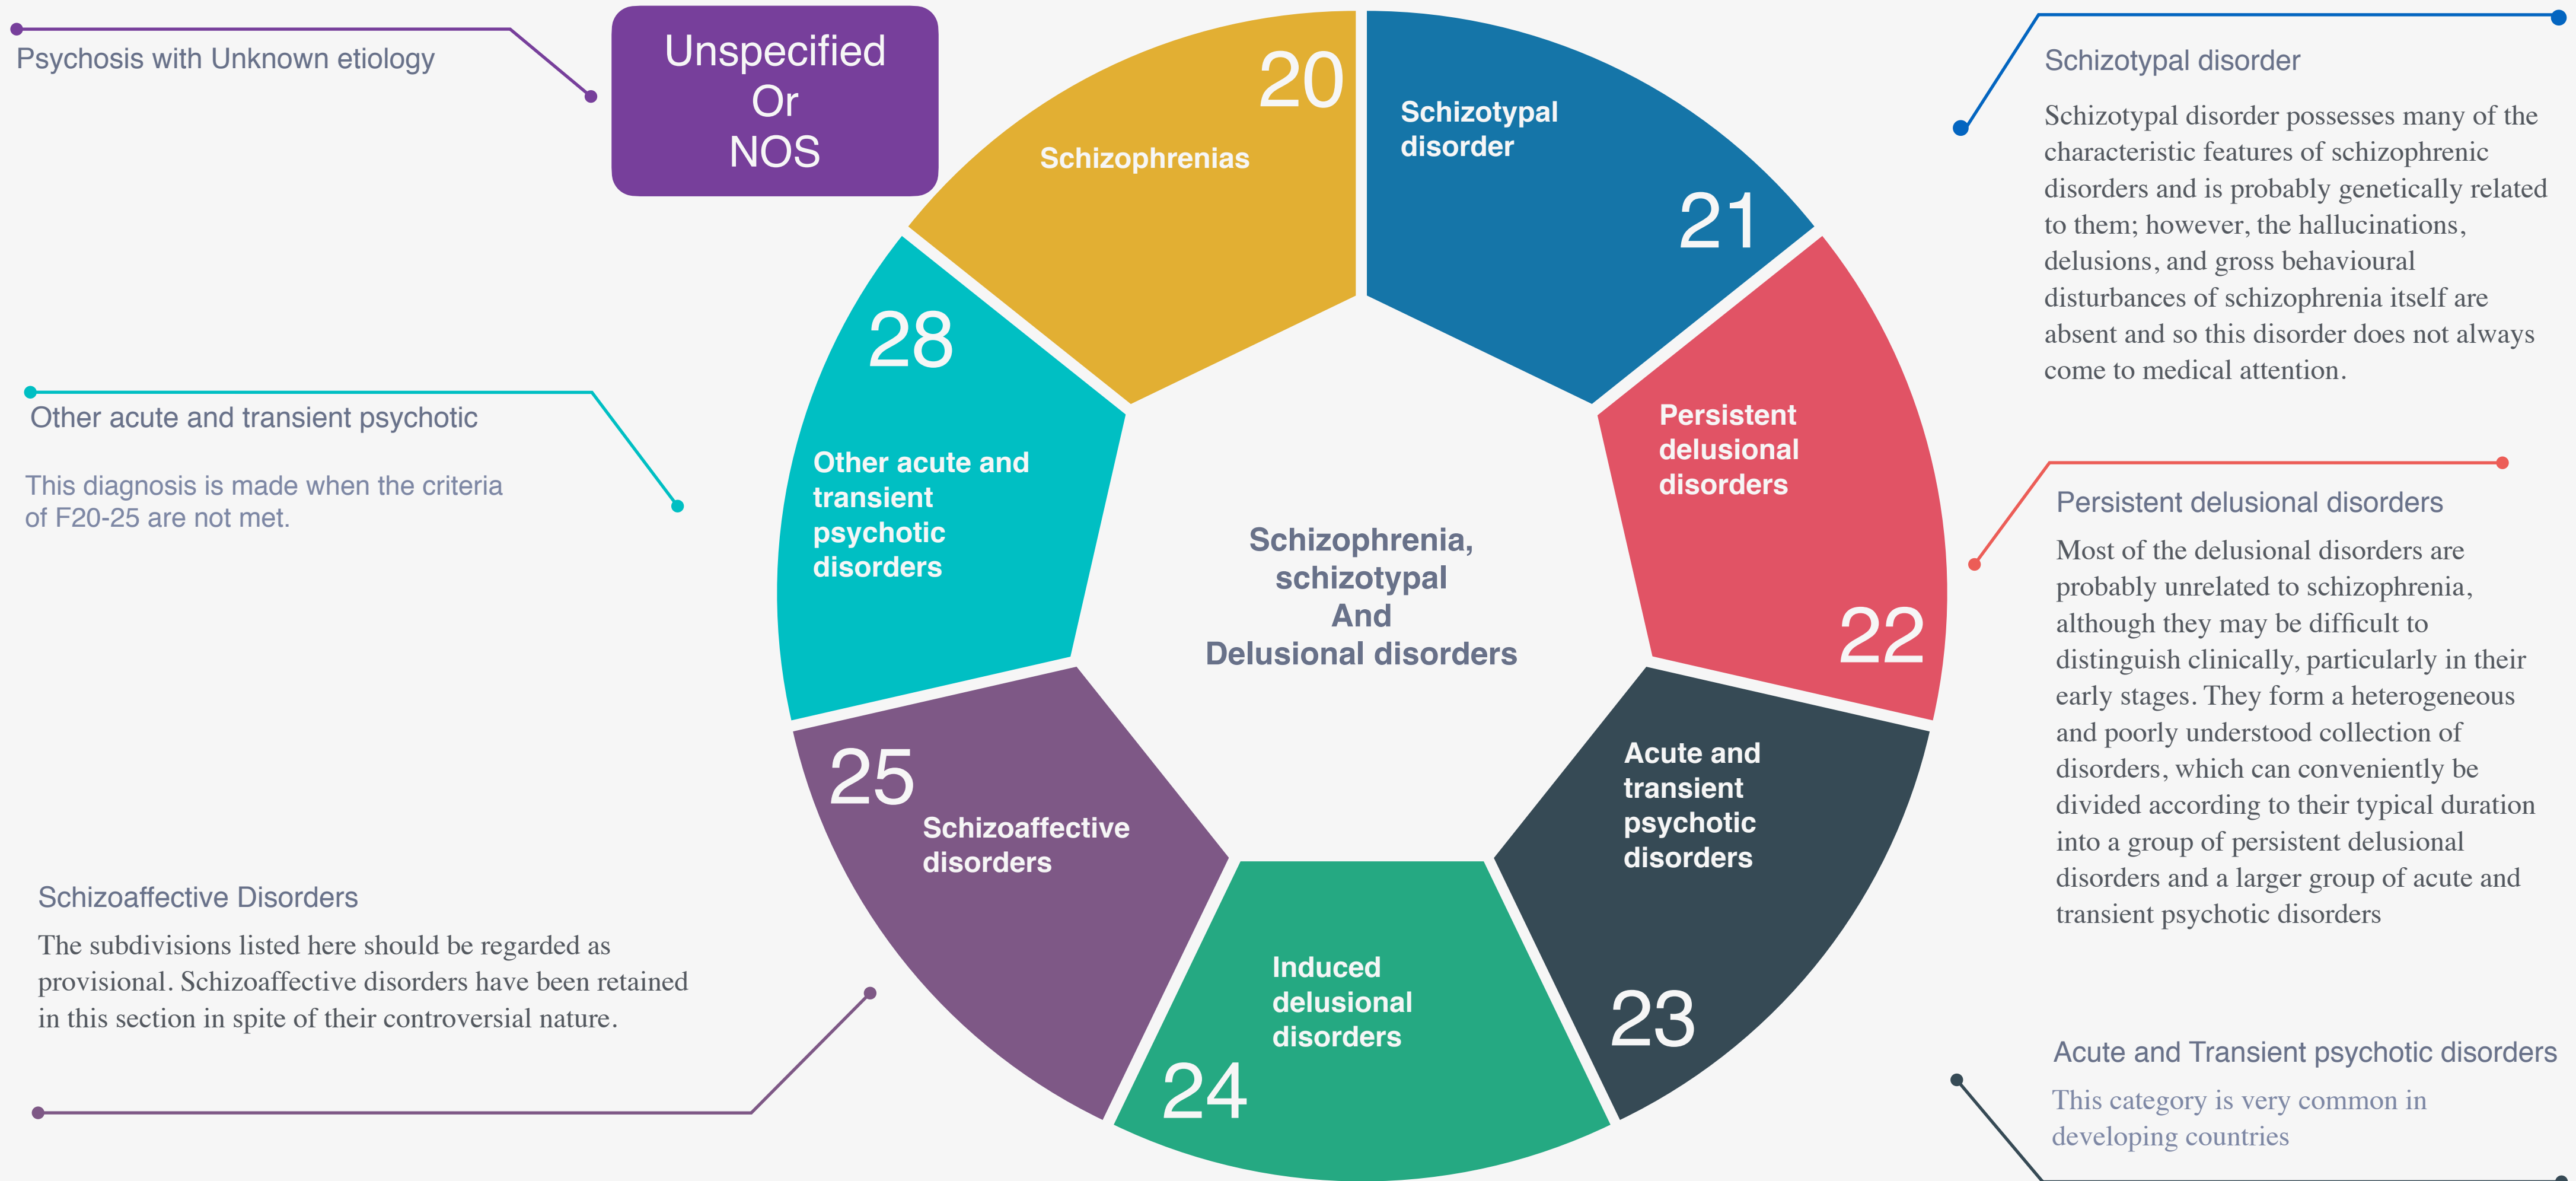 Psychosis with Unknown etiology
Unspecified
Or
NOS
20
Schizophrenias
Schizotypal
disorder
21
Schizotypal disorder
Schizotypal disorder possesses many of the
characteristic features of schizophrenic
disorders and is probably genetically related
to them; however, the hallucinations,
delusions, and gross behavioural
disturbances of schizophrenia itself are
absent and so this disorder does not always
come to medical attention.
28
Other acute and
transient
psychotic
disorders
Other acute and transient psychotic
This diagnosis is made when the criteria
of F20-25 are not met.
Schizophrenia,
schizotypal
And
Delusional disorders
Persistent
delusional
disorders
22
Persistent delusional disorders
Most of the delusional disorders are
probably unrelated to schizophrenia,
although they may be difficult to
distinguish clinically, particularly in their
early stages. They form a heterogeneous
and poorly understood collection of
disorders, which can conveniently be
divided according to their typical duration
into a group of persistent delusional
disorders and a larger group of acute and
transient psychotic disorders
25
Schizoaffective
disorders
Schizoaffective Disorders
The subdivisions listed here should be regarded as
provisional. Schizoaffective disorders have been retained
in this section in spite of their controversial nature.
Induced
delusional
disorders
24
Acute and
transient
psychotic
disorders
23
Acute and Transient psychotic disorders
This category is very common in
developing countries